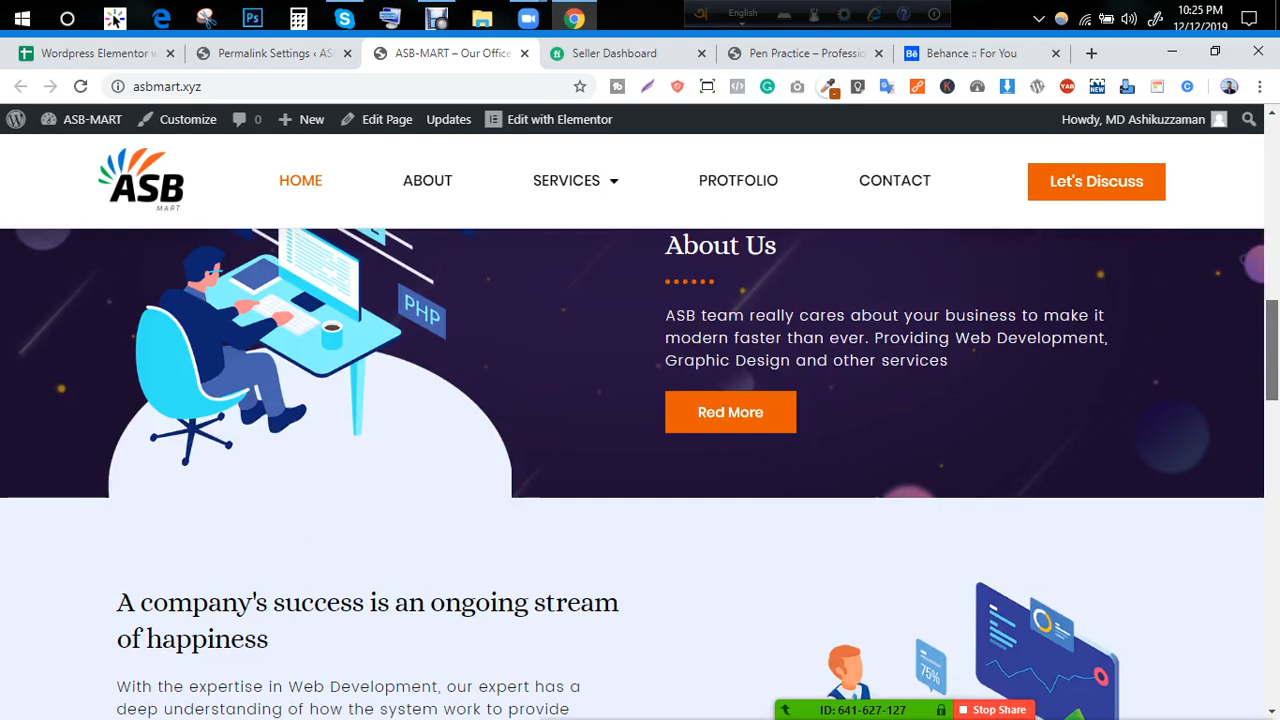 English
10:25 PM
12/12/2019
Wordpress Elementor w
Permalink Settings ‹ AS
ASB-MART – Our Office
Seller Dashboard
Pen Practice – Professio
Behance :: For You
asbmart.xyz
ASB-MART
Customize
0
New
Edit Page
Updates
Edit with Elementor
Howdy, MD Ashikuzzaman
ASB
MART
HOME
ABOUT
SERVICES
PROTFOLIO
CONTACT
Let's Discuss
PHP
About Us
ASB team really cares about your business to make it
modern faster than ever. Providing Web Development,
Graphic Design and other services
Red More
A company's success is an ongoing stream
of happiness
75%
With the expertise in Web Development, our expert has a
deep understanding of how the system work to provide
ID: 641-627-127
Stop Share